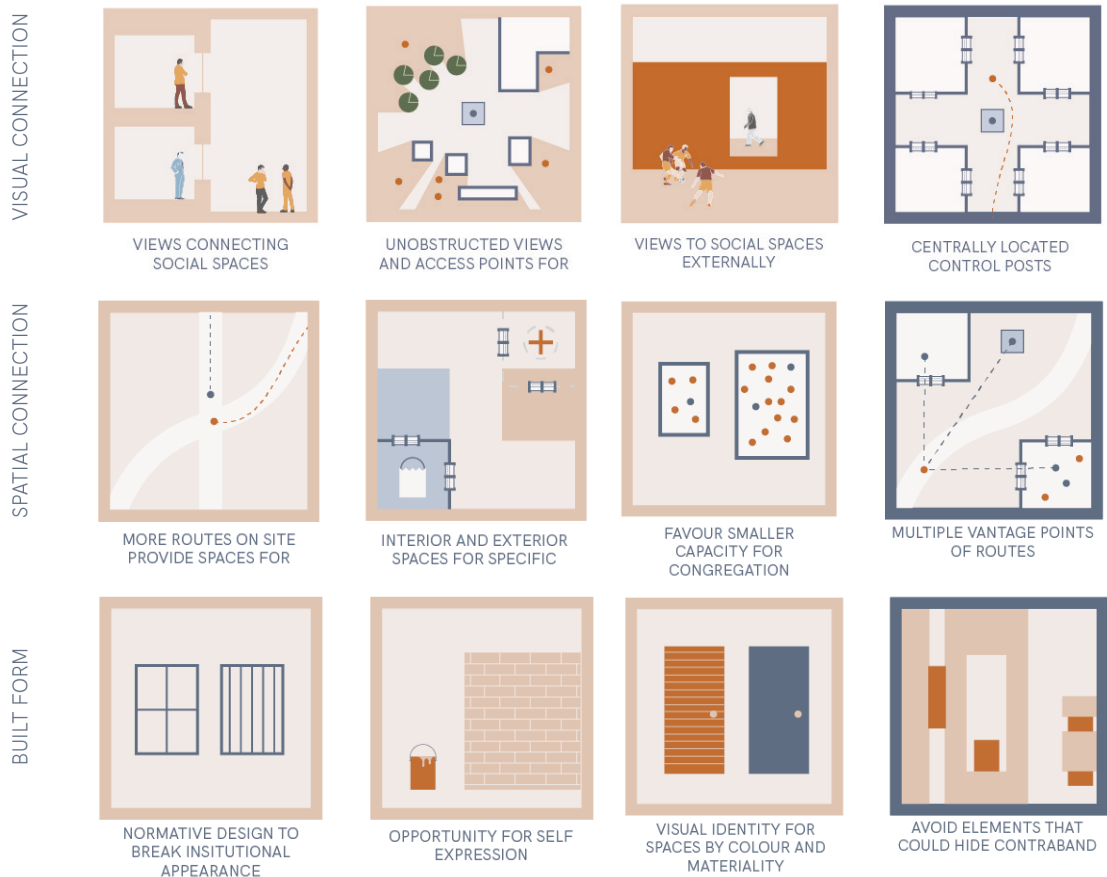 VISUAL CONNECTION
VIEWS CONNECTING
SOCIAL SPACES
UNOBSTRUCTED VIEWS
AND ACCESS POINTS FOR
VIEWS TO SOCIAL SPACES
EXTERNALLY
CENTRALLY LOCATED
CONTROL POSTS
SPATIAL CONNECTION
MORE ROUTES ON SITE
PROVIDE SPACES FOR
INTERIOR AND EXTERIOR
SPACES FOR SPECIFIC
FAVOUR SMALLER
CAPACITY FOR
CONGREGATION
MULTIPLE VANTAGE POINTS
OF ROUTES
BUILT FORM
NORMATIVE DESIGN TO
BREAK INSITUTIONAL
APPEARANCE
OPPORTUNITY FOR SELF
EXPRESSION
VISUAL IDENTITY FOR
SPACES BY COLOUR AND
MATERIALITY
AVOID ELEMENTS THAT
COULD HIDE CONTRABAND